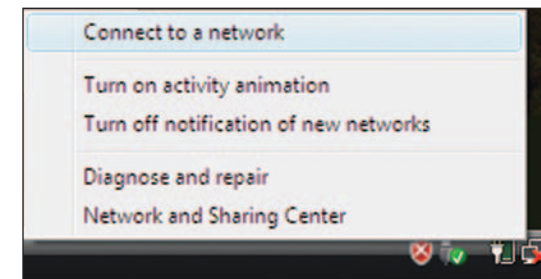 Connect to a network
Turn on activity animation
Turn off notification of new networks
Diagnose and repair
Network and Sharing Center